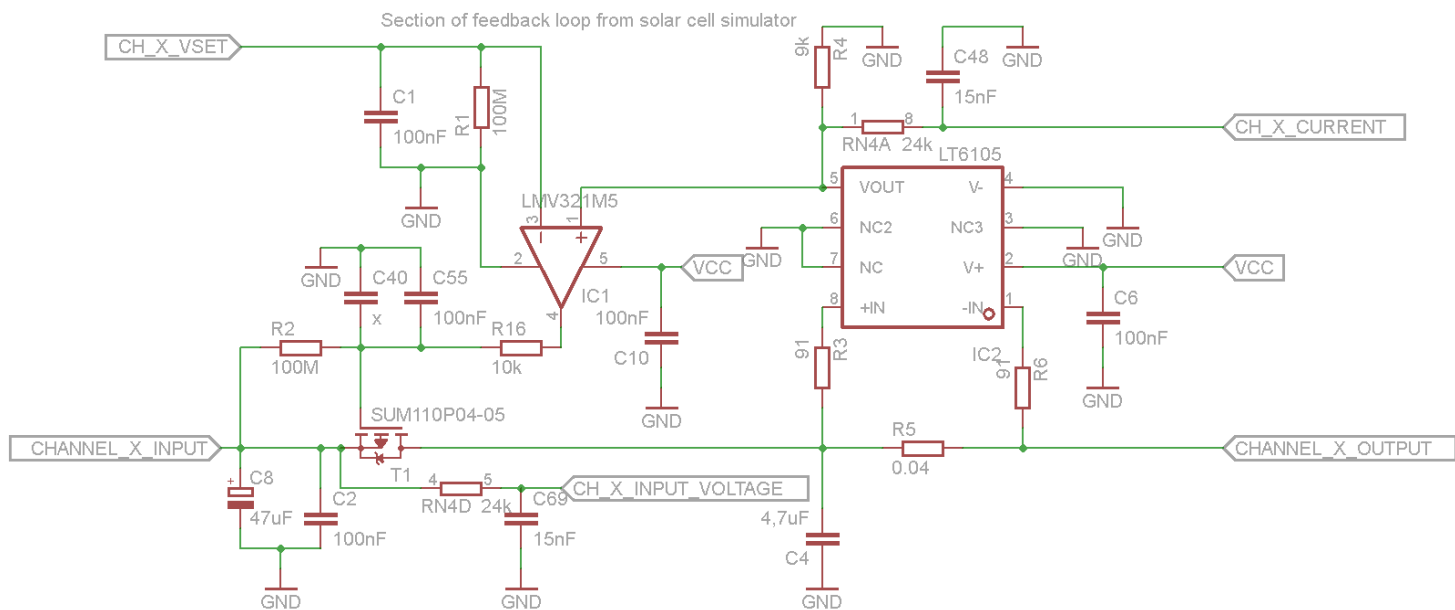 Section of feedback loop from solar cell simulator
CH_X_VSET
C1
100nF
R1
100M
GND
9k
R4
GND
C48
15nF
GND
1
8
RN4A
24k
CH_X_CURRENT
LT6105
LMV321M5
3
1
2
5
4
IC1
VCC
100nF
C10
GND
5
VOUT
6
NC2
7
NC
8
+IN
V-
4
NC3
3
V+
2
-IN
1
GND
GND
GND
VCC
C6
100nF
GND
IC2
91
R3
91
R6
GND
C40
x
C55
100nF
R2
100M
R16
10k
SUM110P04-05
T1
CHANNEL_X_INPUT
R5
0.04
CHANNEL_X_OUTPUT
C8
+
47uF
C2
100nF
GND
4
5
RN4D
24k
C69
15nF
GND
CH_X_INPUT_VOLTAGE
4,7uF
C4
GND